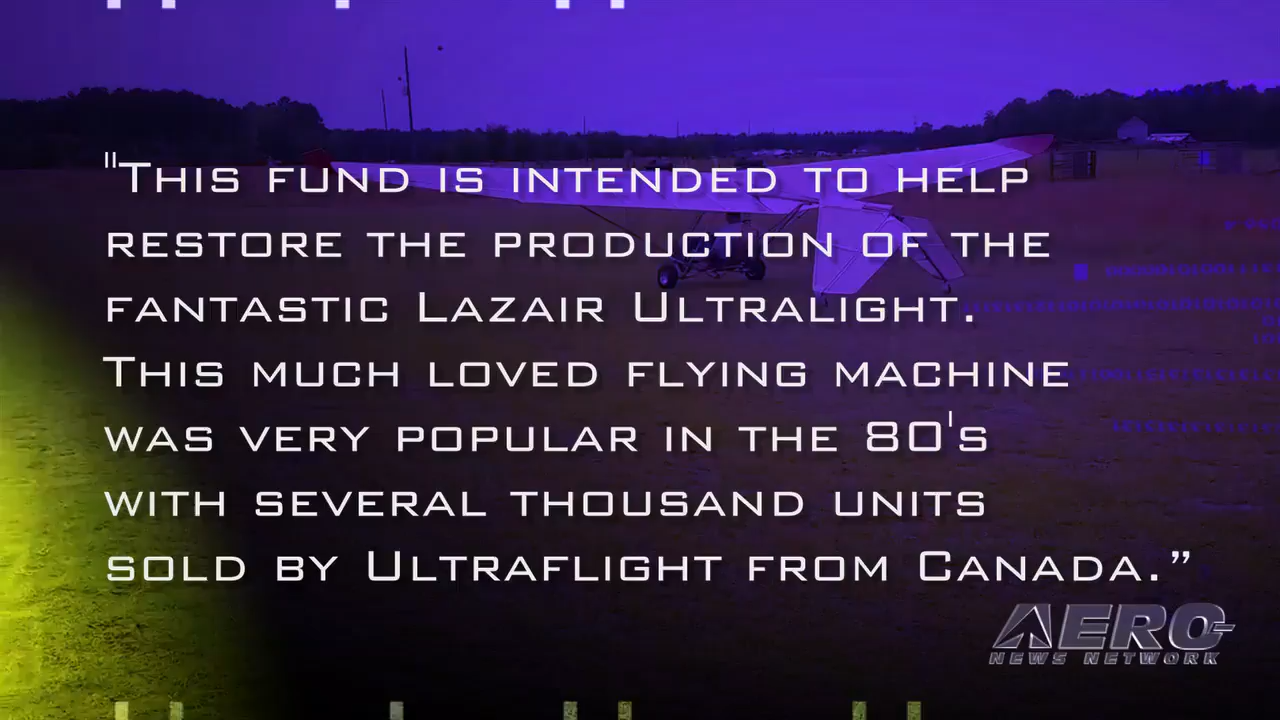 "This fund is intended to help
restore the production of the
fantastic Lazair Ultralight.
This much loved flying machine
was very popular in the 80's
with several thousand units
sold by Ultraflight from Canada.”
AERO
NEWS NETWORK